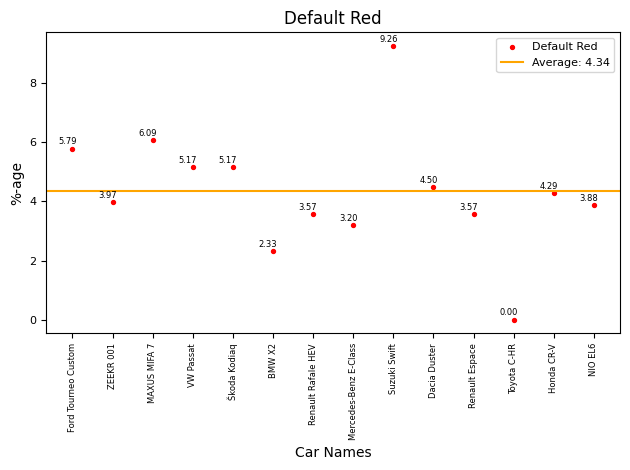 Default Red
Default Red
Average: 4.34
%-age
8
6
4
2
0
5.79
3.97
6.09
5.17
5.17
2.33
3.57
3.20
9.26
4.50
3.57
0.00
4.29
3.88
Ford Tourneo Custom
ZEEKR 001
MAXUS MIFA 7
VW Passat
Škoda Kodiaq
BMW X2
Renault Rafale HEV
Mercedes-Benz E-Class
Suzuki Swift
Dacia Duster
Renault Espace
Toyota C-HR
Honda CR-V
NIO EL6
Car Names